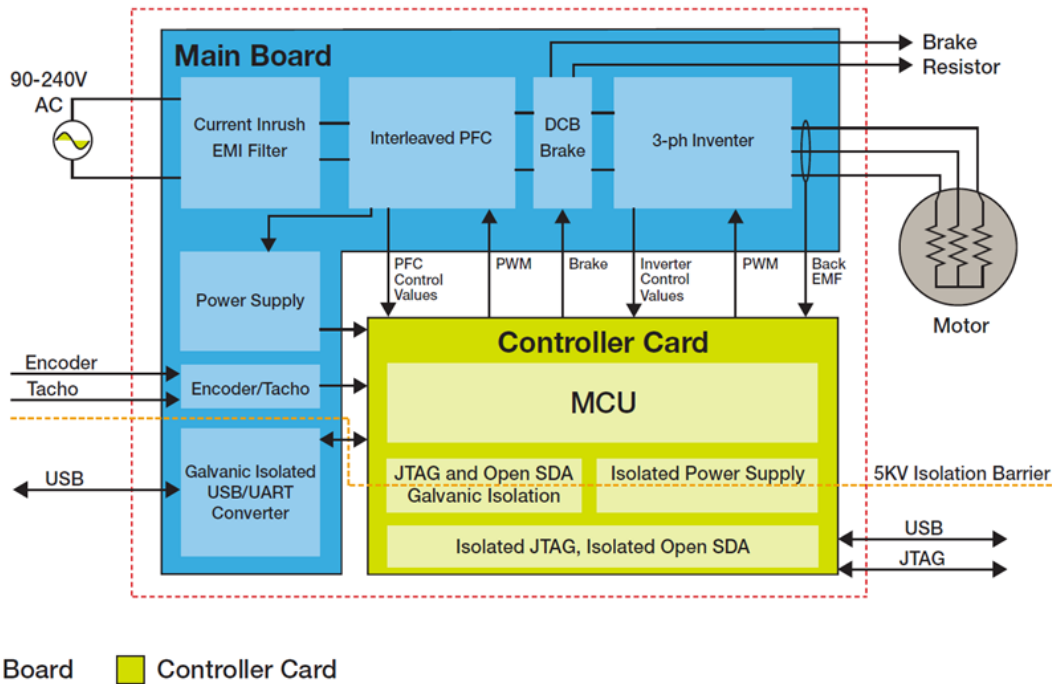 Main Board
90-240V
AC
Current Inrush
EMI Filter
Interleaved PFC
DCB
Brake
3-ph Inventer
Brake
Resistor
Motor
PFC
Control
Values
PWM
Brake
Inverter
Control
Values
PWM
Back
EMF
Power Supply
Encoder
Tacho
Encoder/Tacho
USB
Galvanic Isolated
USB/UART
Converter
Controller Card
MCU
JTAG and Open SDA
Galvanic Isolation
Isolated Power Supply
Isolated JTAG, Isolated Open SDA
5KV Isolation Barrier
USB
JTAG
Board
Controller Card